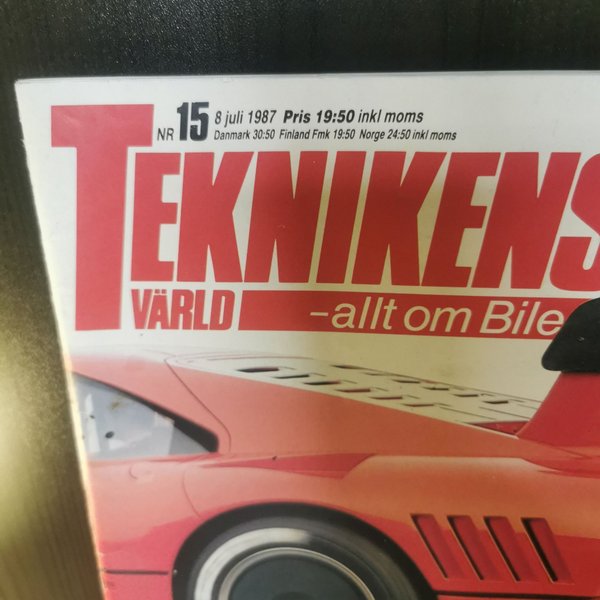 NR 15 8 juli 1987 Pris 19:50 inkl moms
Danmark 30:50 Finland Fmk 19:50 Norge 24:50 inkl moms
TEKNIKENS
VÄRLD -allt om Bile